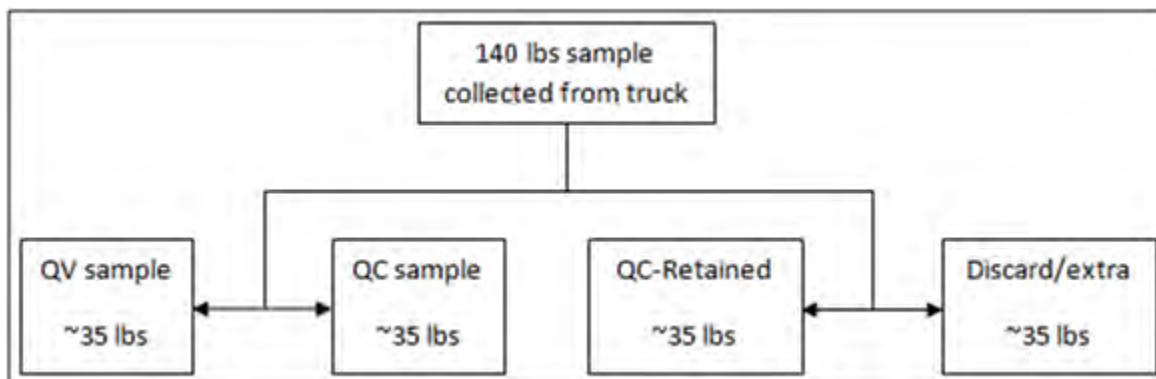 140 lbs sample
collected from truck
QV sample
~35 lbs
QC sample
~35 lbs
QC-Retained
~35 lbs
Discard/extra
~35 lbs